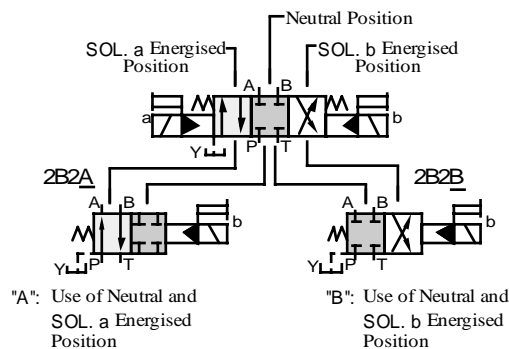 Neutral Position
SOL. a Energised
Position
SOL. b Energised
Position
A B
a
b
Y
P T
2B2A
2B2B
A B
b
Y
P T
A B
b
Y
P T
"A": Use of Neutral and
SOL. a Energised
Position
"B": Use of Neutral and
SOL. b Energised
Position